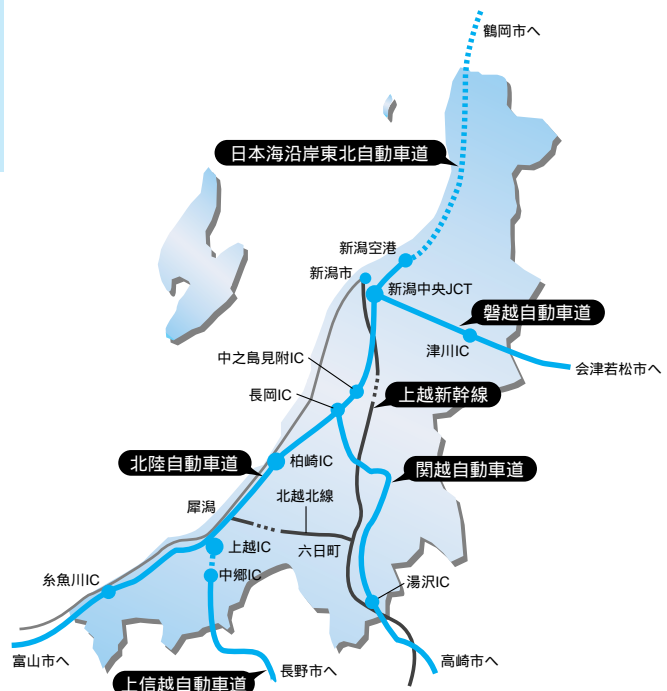 鶴岡市へ
日本海沿岸東北自動車道
新潟空港
新潟市
新潟中央JCT
磐越自動車道
津川IC
中之島見附IC
会津若松市へ
長岡IC
上越新幹線
北陸自動車道
柏崎IC
関越自動車道
北越北線
犀潟
上越IC
六日町
糸魚川IC
中郷IC
湯沢IC
富山市へ
長野市へ
高崎市へ
上信越自動車道